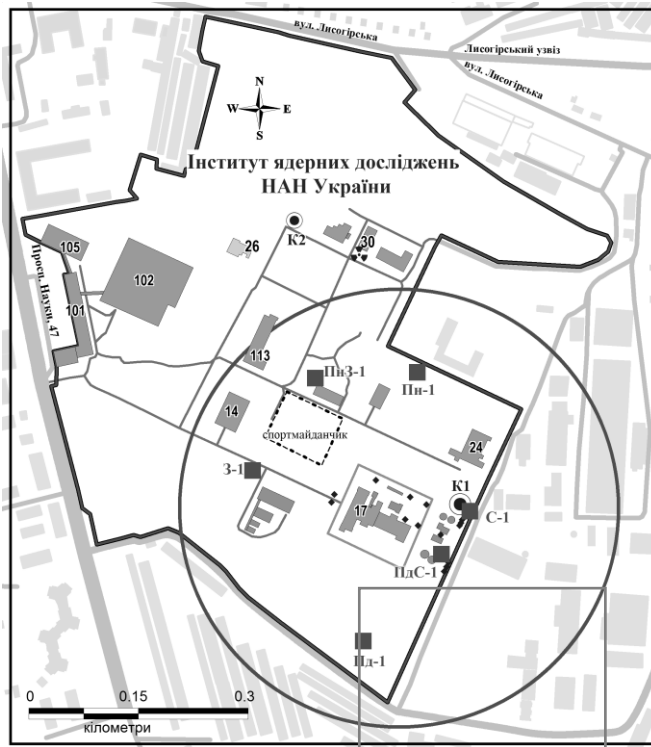 вул. Лисогірська
Лисогірський узвіз
вул. Лисогірська
N
W E
S
Інститут ядерних досліджень
НАН України
К2
30
26
105
102
101
Просп. Науки, 47
113
ПнЗ-1
Пн-1
14
спортмайданчик
24
З-1
К1
17
С-1
ПдС-1
Пд-1
0 0.15 0.3
кілометри